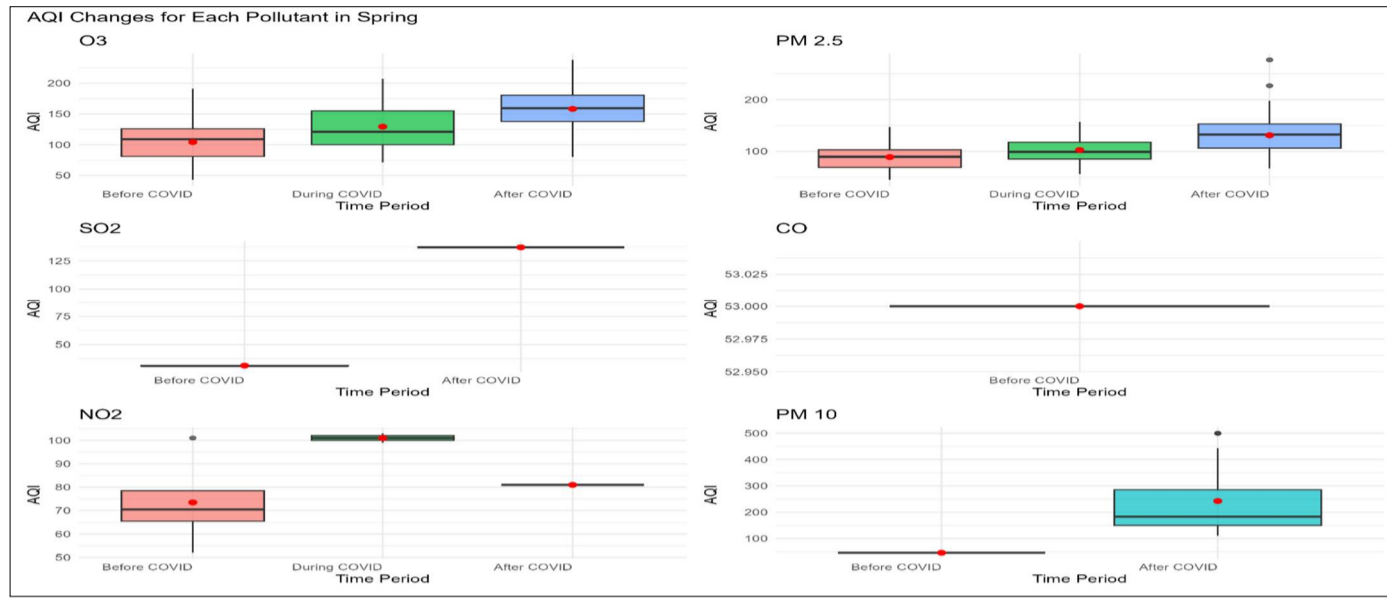 AQI Changes for Each Pollutant in Spring
O3
AQI
200
150
100
50
Before COVID During COVID After COVID
Time Period
PM 2.5
AQI
200
100
Before COVID During COVID After COVID
Time Period
SO2
AQI
125
100
75
50
Before COVID After COVID
Time Period
CO
AQI
53.025
53.000
52.975
52.950
Before COVID
Time Period
NO2
AQI
100
90
80
70
60
50
Before COVID During COVID After COVID
Time Period
PM 10
AQI
500
400
300
200
100
Before COVID After COVID
Time Period